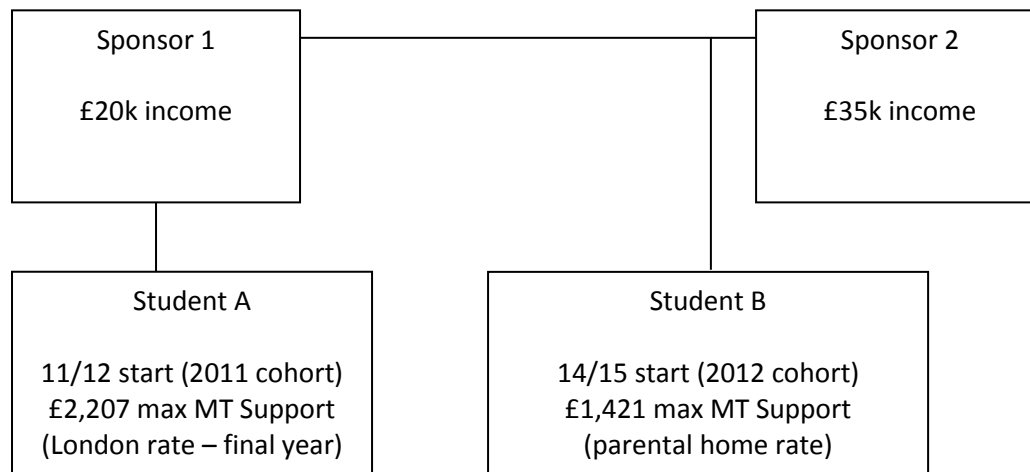 Sponsor 1
£20k income
Sponsor 2
£35k income
Student A
11/12 start (2011 cohort)
£2,207 max MT Support
(London rate – final year)
Student B
14/15 start (2012 cohort)
£1,421 max MT Support
(parental home rate)